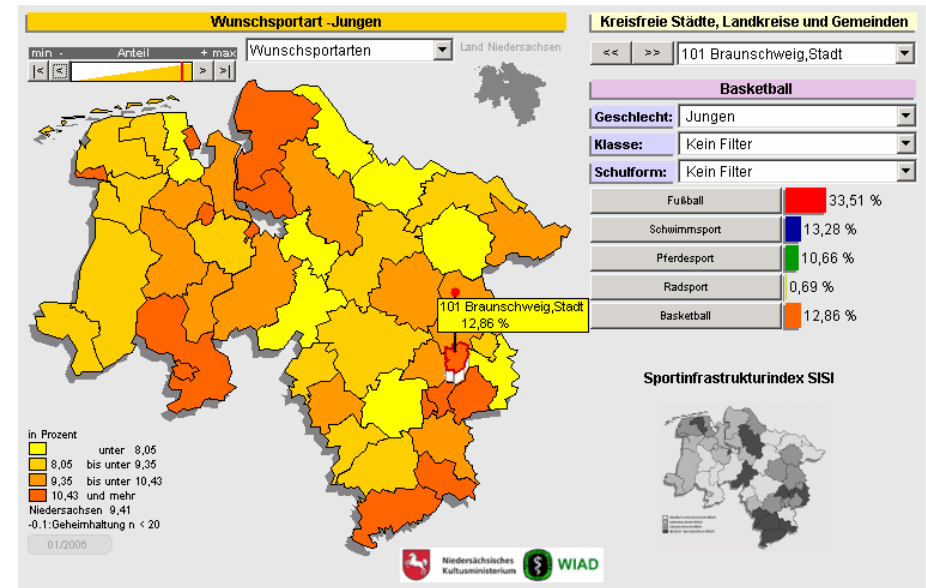 Wunschsportart -Jungen
Kreisfreie Städte, Landkreise und Gemeinden
min - Anteil + max
Wunschsportarten
Land Niedersachsen
|< < > >|
<< >> 101 Braunschweig,Stadt
Basketball
Geschlecht: Jungen
Klasse: Kein Filter
Schulform: Kein Filter
Fußball 33,51 %
Schwimmsport 13,28 %
Pferdesport 10,66 %
Radsport 0,69 %
Basketball 12,86 %
101 Braunschweig,Stadt
12,86 %
Sportinfrastrukturindex SISI
in Prozent
unter 8,05
8,05 bis unter 9,35
9,35 bis unter 10,43
10,43 und mehr
Niedersachsen 9,41
-0.1:Geheimhaltung n < 20
01/2006
Niedersächsisches
Kultusministerium
WIAD